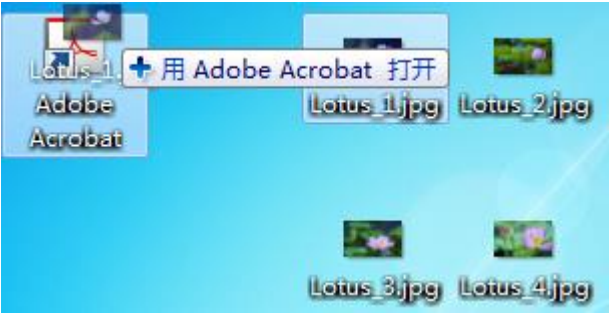 Lotus_1.
用 Adobe Acrobat 打开
Adobe
Acrobat
Lotus_1.jpg
Lotus_2.jpg
Lotus_3.jpg
Lotus_4.jpg